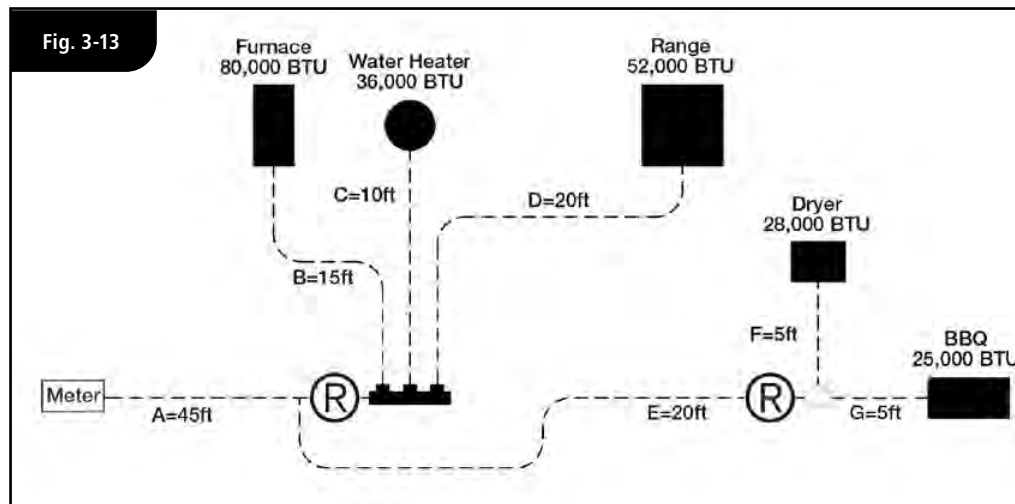 Fig. 3-13
Furnace
80,000 BTU
Water Heater
36,000 BTU
Range
52,000 BTU
C=10ft
D=20ft
Dryer
28,000 BTU
B=15ft
F=5ft
BBQ
25,000 BTU
Meter
A=45ft
R
E=20ft
R
G=5ft